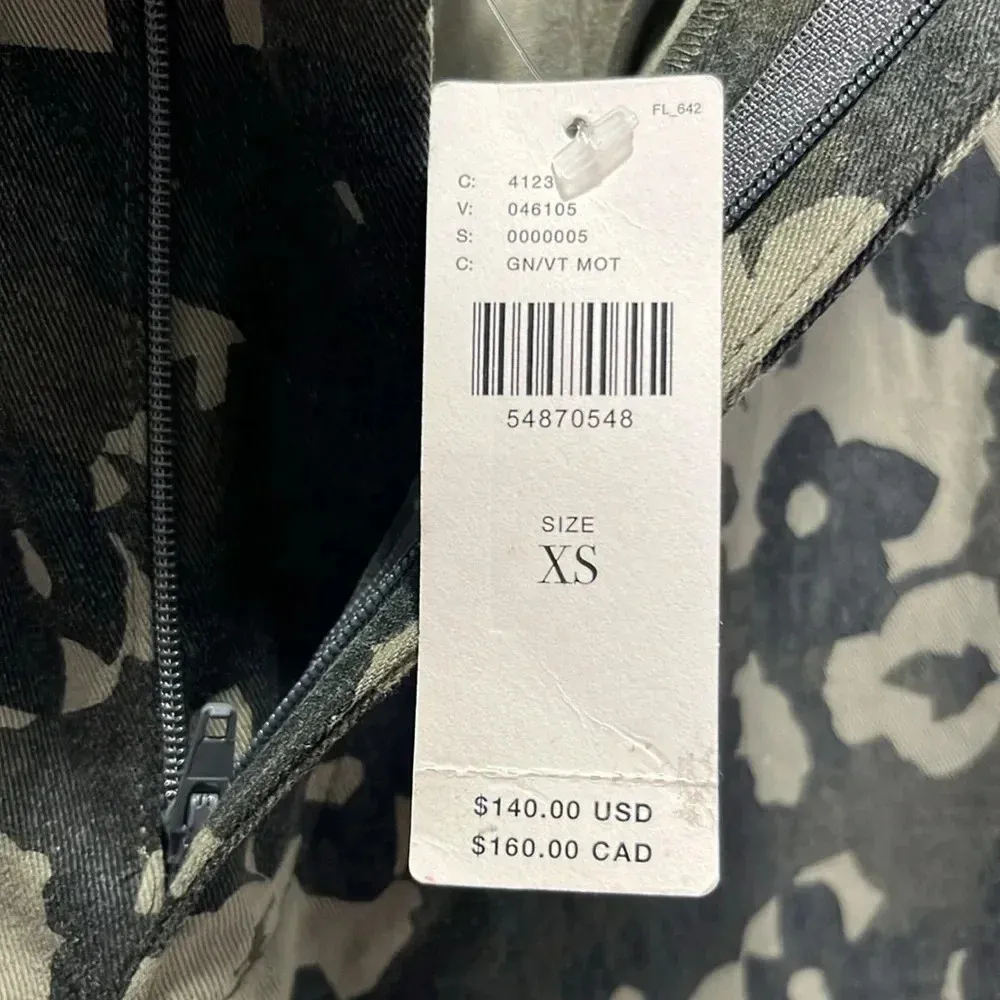 FL_642
C: 4123
V: 046105
S: 0000005
C: GN/VT MOT
54870548
SIZE
XS
$140.00 USD
$160.00 CAD